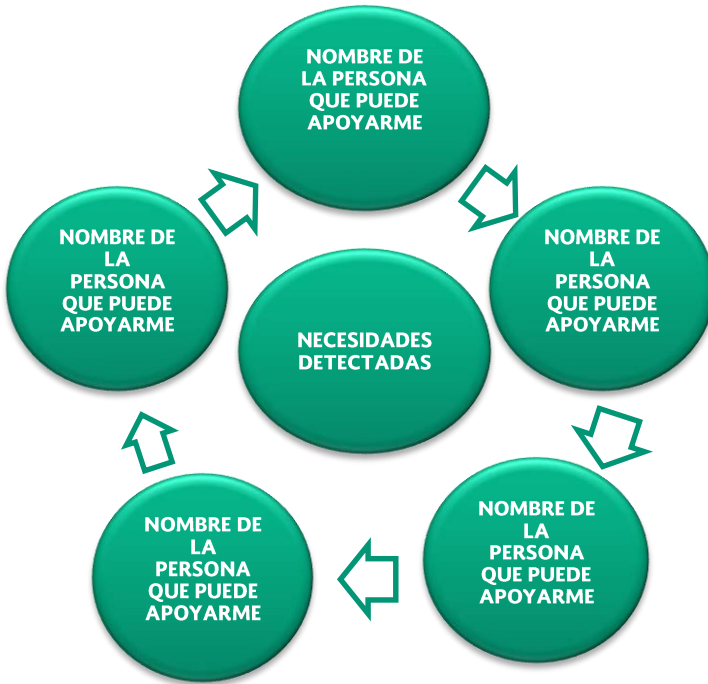 NOMBRE DE
LA PERSONA
QUE PUEDE
APOYARME
NOMBRE DE
LA
PERSONA
QUE PUEDE
APOYARME
NOMBRE DE
LA
PERSONA
QUE PUEDE
APOYARME
NECESIDADES
DETECTADAS
NOMBRE DE
LA
PERSONA
QUE PUEDE
APOYARME
NOMBRE DE
LA
PERSONA
QUE PUEDE
APOYARME